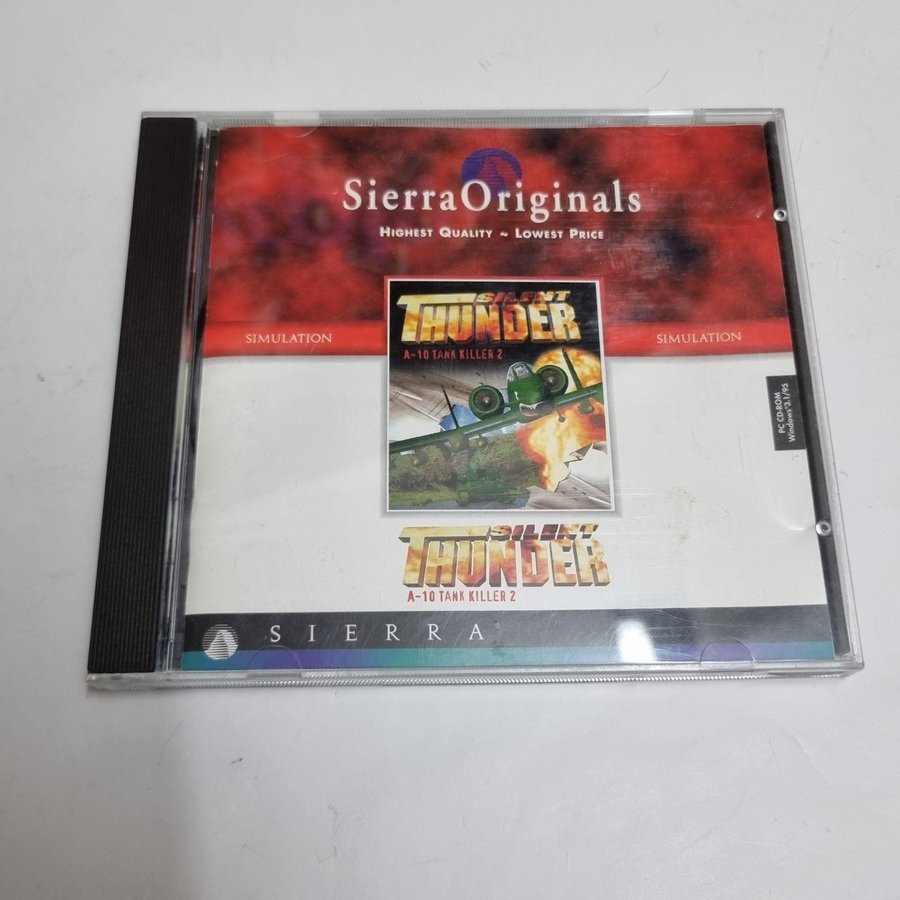 SierraOriginals
HIGHEST QUALITY ~ LOWEST PRICE
SILENT
THUNDER
A-10 TANK KILLER 2
SIMULATION
SIMULATION
PC CD-ROM
Windows®3.1/95
SILENT
THUNDER
A-10 TANK KILLER 2
SIERRA